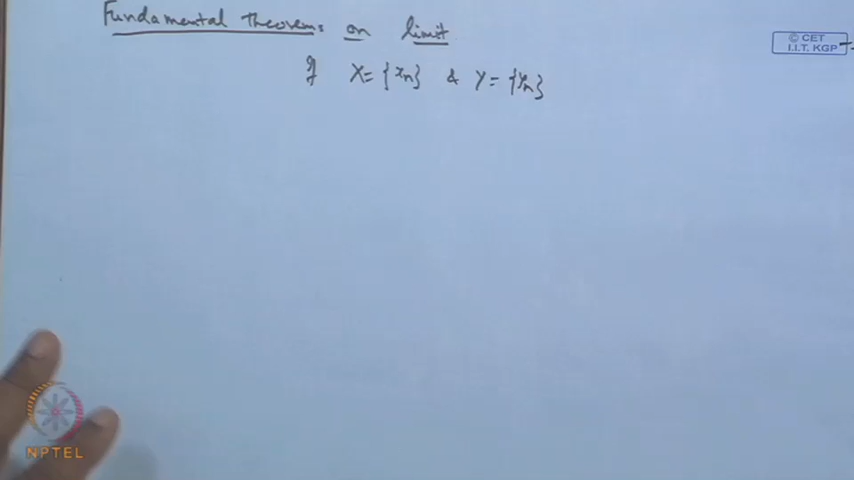 Fundamental Theorems on limit
© CET
I.I.T. KGP
If X = {xn} & Y = {yn}
NPTEL